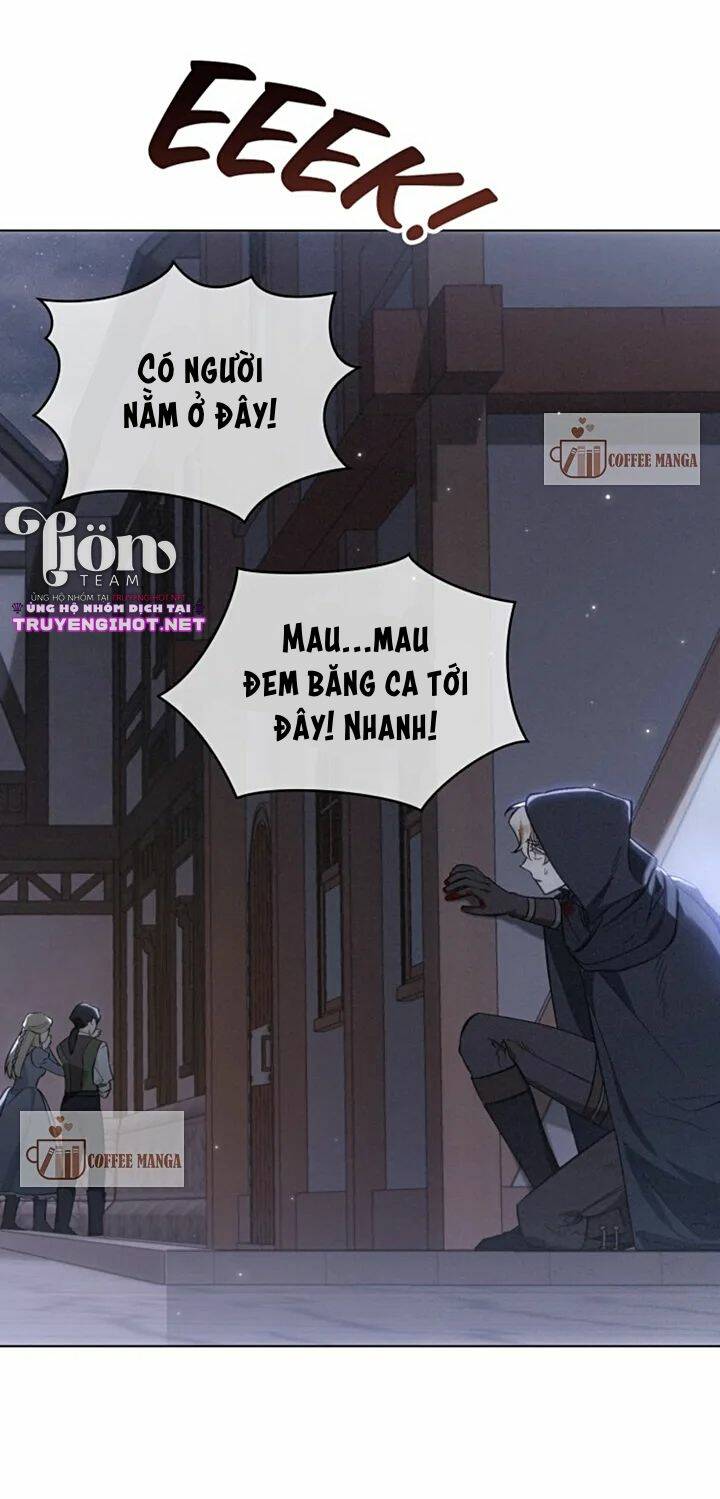 EEEK!
CÓ NGƯỜI
NẰM Ở ĐÂY!
COFFEE MANGA
Liön
TEAM
ỦNG HỘ NHÓM TẠI TRUYENGIHOT.NET
ỦNG HỘ NHÓM DỊCH TẠI
TRUYENGIHOT.NET
MAU...MAU
ĐEM BĂNG CA TỚI
ĐÂY! NHANH!
COFFEE MANGA